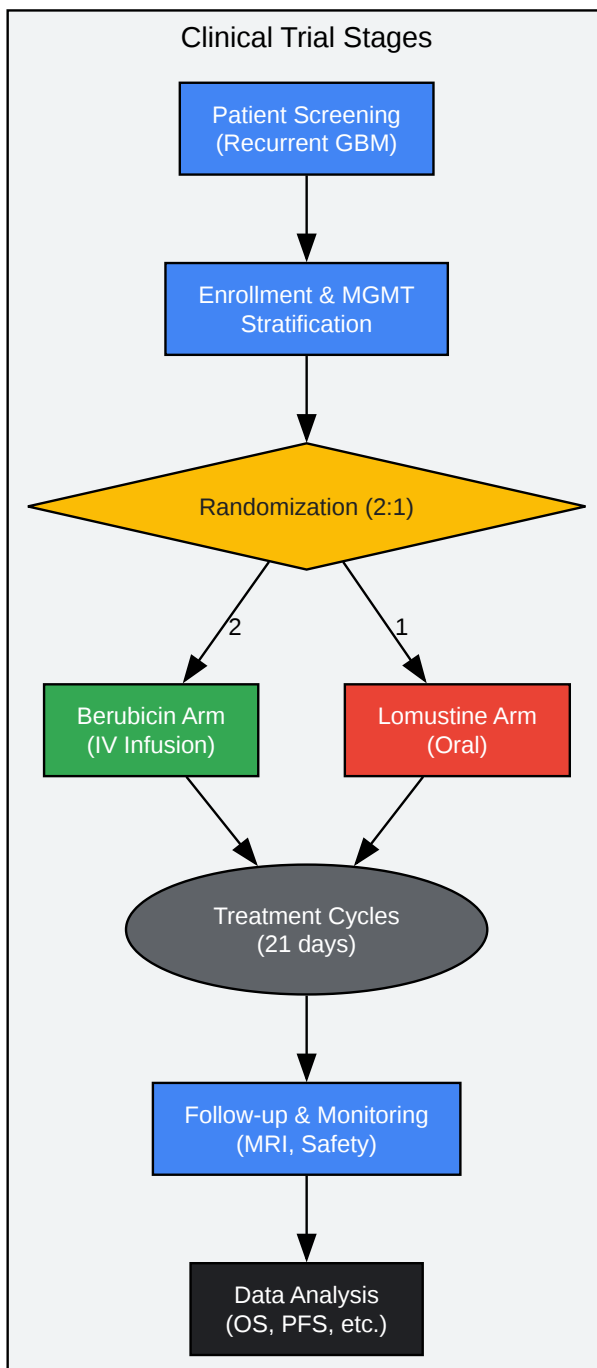 Clinical Trial Stages
Patient Screening
(Recurrent GBM)
Enrollment & MGMT
Stratification
Randomization (2:1)
2
1
Berubicin Arm
(IV Infusion)
Lomustine Arm
(Oral)
Treatment Cycles
(21 days)
Follow-up & Monitoring
(MRI, Safety)
Data Analysis
(OS, PFS, etc.)